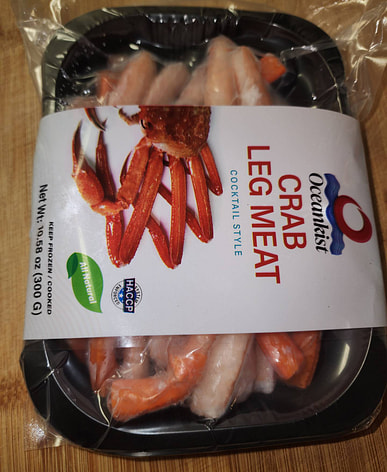 Oceankist
CRAB
LEG MEAT
COCKTAIL STYLE
All Natural
HACCP
KEEP FROZEN / COOKED
Net Wt. 10.58 oz (300 G)